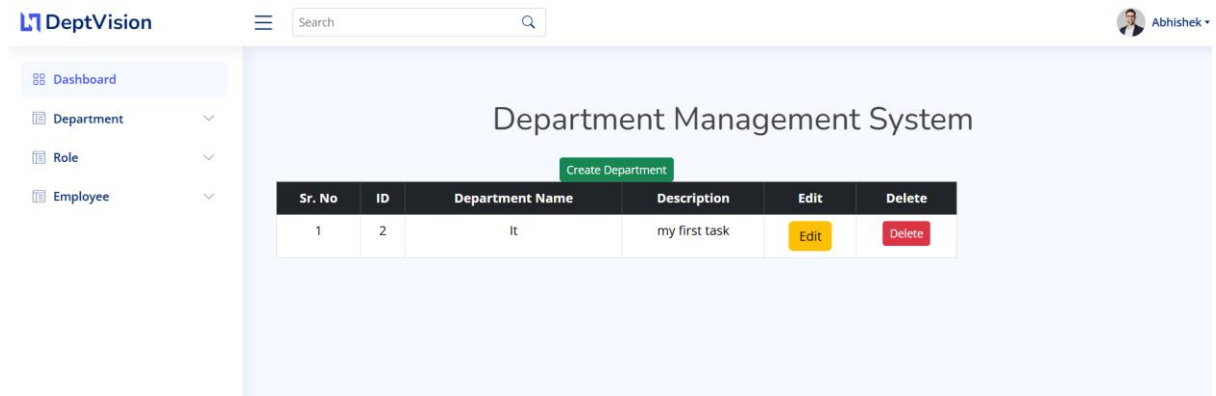 DeptVision
Search
Abhishek
Dashboard
Department
Role
Employee
Department Management System
Create Department
Sr. No ID Department Name Description Edit Delete
1 2 It my first task Edit Delete